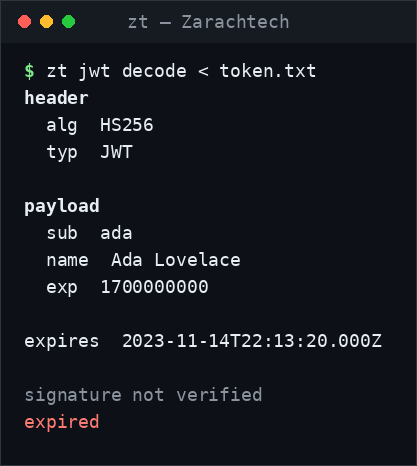 zt — Zarachtech
$ zt jwt decode < token.txt
header
  alg  HS256
  typ  JWT

payload
  sub  ada
  name  Ada Lovelace
  exp  1700000000

expires  2023-11-14T22:13:20.000Z

signature not verified
expired